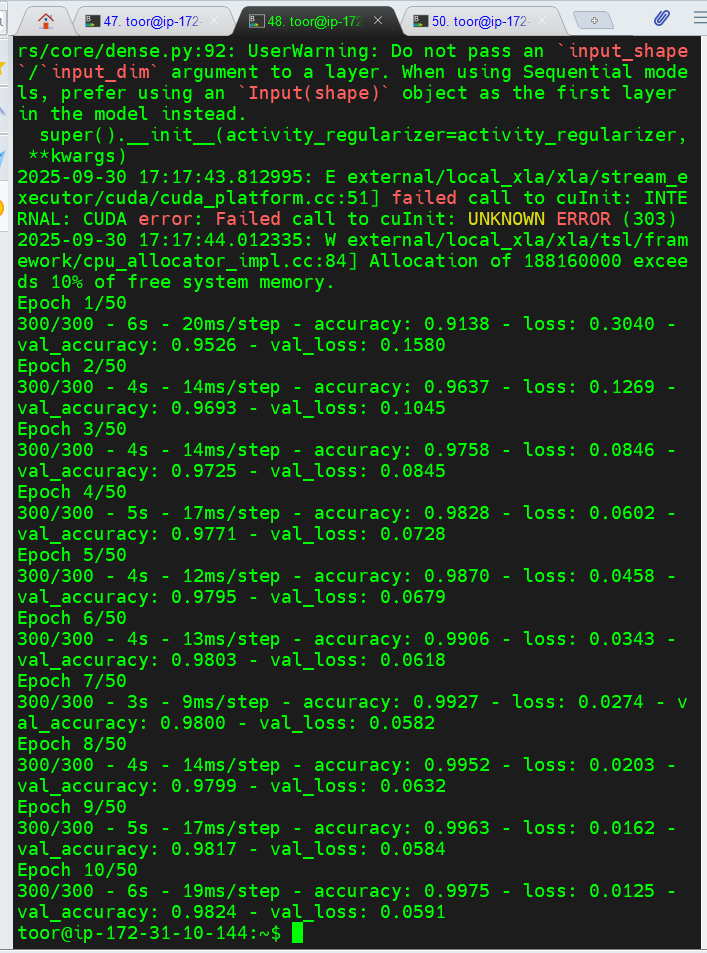 47. toor@ip-172-
48. toor@ip-172
50. toor@ip-172-
rs/core/dense.py:92: UserWarning: Do not pass an `input_shape
`/`input_dim` argument to a layer. When using Sequential mode
ls, prefer using an `Input(shape)` object as the first layer
in the model instead.
  super().__init__(activity_regularizer=activity_regularizer,
 **kwargs)
2025-09-30 17:17:43.812995: E external/local_xla/xla/stream_e
xecutor/cuda/cuda_platform.cc:51] failed call to cuInit: INTE
RNAL: CUDA error: Failed call to cuInit: UNKNOWN ERROR (303)
2025-09-30 17:17:44.012335: W external/local_xla/xla/tsl/fram
ework/cpu_allocator_impl.cc:84] Allocation of 188160000 excee
ds 10% of free system memory.
Epoch 1/50
300/300 - 6s - 20ms/step - accuracy: 0.9138 - loss: 0.3040 -
val_accuracy: 0.9526 - val_loss: 0.1580
Epoch 2/50
300/300 - 4s - 14ms/step - accuracy: 0.9637 - loss: 0.1269 -
val_accuracy: 0.9693 - val_loss: 0.1045
Epoch 3/50
300/300 - 4s - 14ms/step - accuracy: 0.9758 - loss: 0.0846 -
val_accuracy: 0.9725 - val_loss: 0.0845
Epoch 4/50
300/300 - 5s - 17ms/step - accuracy: 0.9828 - loss: 0.0602 -
val_accuracy: 0.9771 - val_loss: 0.0728
Epoch 5/50
300/300 - 4s - 12ms/step - accuracy: 0.9870 - loss: 0.0458 -
val_accuracy: 0.9795 - val_loss: 0.0679
Epoch 6/50
300/300 - 4s - 13ms/step - accuracy: 0.9906 - loss: 0.0343 -
val_accuracy: 0.9803 - val_loss: 0.0618
Epoch 7/50
300/300 - 3s - 9ms/step - accuracy: 0.9927 - loss: 0.0274 - v
al_accuracy: 0.9800 - val_loss: 0.0582
Epoch 8/50
300/300 - 4s - 14ms/step - accuracy: 0.9952 - loss: 0.0203 -
val_accuracy: 0.9799 - val_loss: 0.0632
Epoch 9/50
300/300 - 5s - 17ms/step - accuracy: 0.9963 - loss: 0.0162 -
val_accuracy: 0.9817 - val_loss: 0.0584
Epoch 10/50
300/300 - 6s - 19ms/step - accuracy: 0.9975 - loss: 0.0125 -
val_accuracy: 0.9824 - val_loss: 0.0591
toor@ip-172-31-10-144:~$